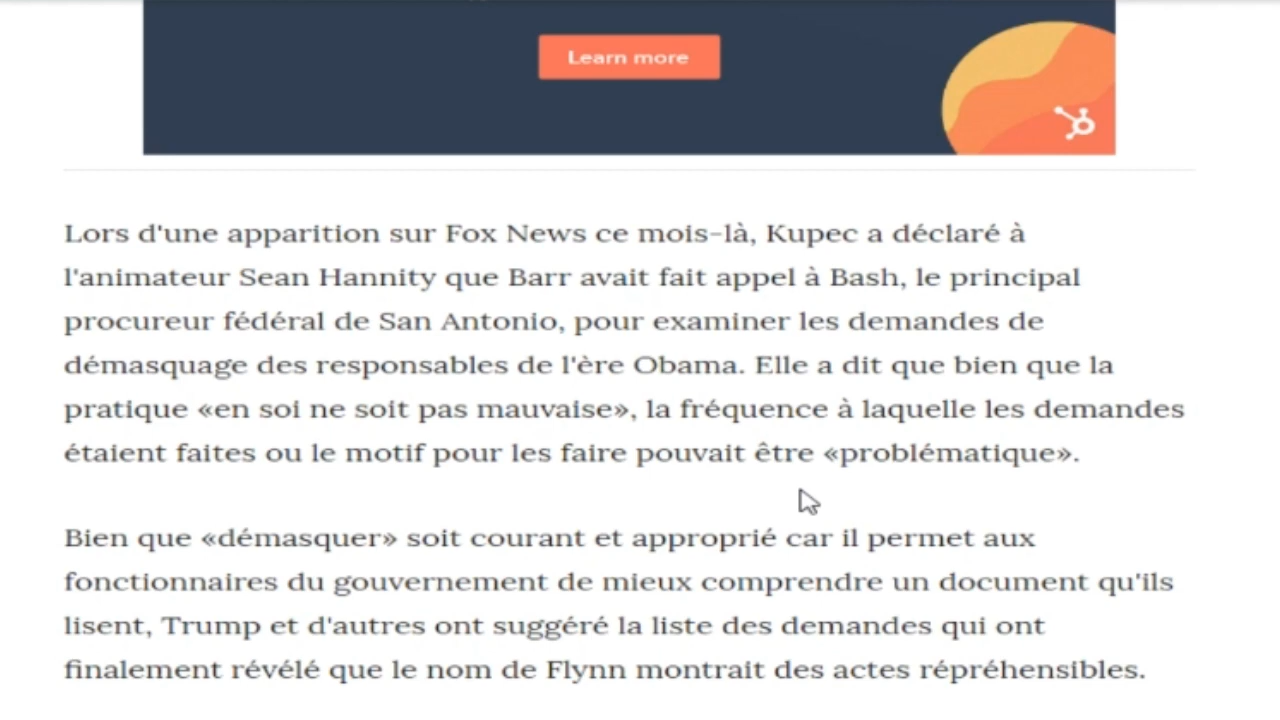 Learn more
Lors d'une apparition sur Fox News ce mois-là, Kupec a déclaré à
l'animateur Sean Hannity que Barr avait fait appel à Bash, le principal
procureur fédéral de San Antonio, pour examiner les demandes de
démasquage des responsables de l'ère Obama. Elle a dit que bien que la
pratique «en soi ne soit pas mauvaise», la fréquence à laquelle les demandes
étaient faites ou le motif pour les faire pouvait être «problématique».
Bien que «démasquer» soit courant et approprié car il permet aux
fonctionnaires du gouvernement de mieux comprendre un document qu'ils
lisent, Trump et d'autres ont suggéré la liste des demandes qui ont
finalement révélé que le nom de Flynn montrait des actes répréhensibles.